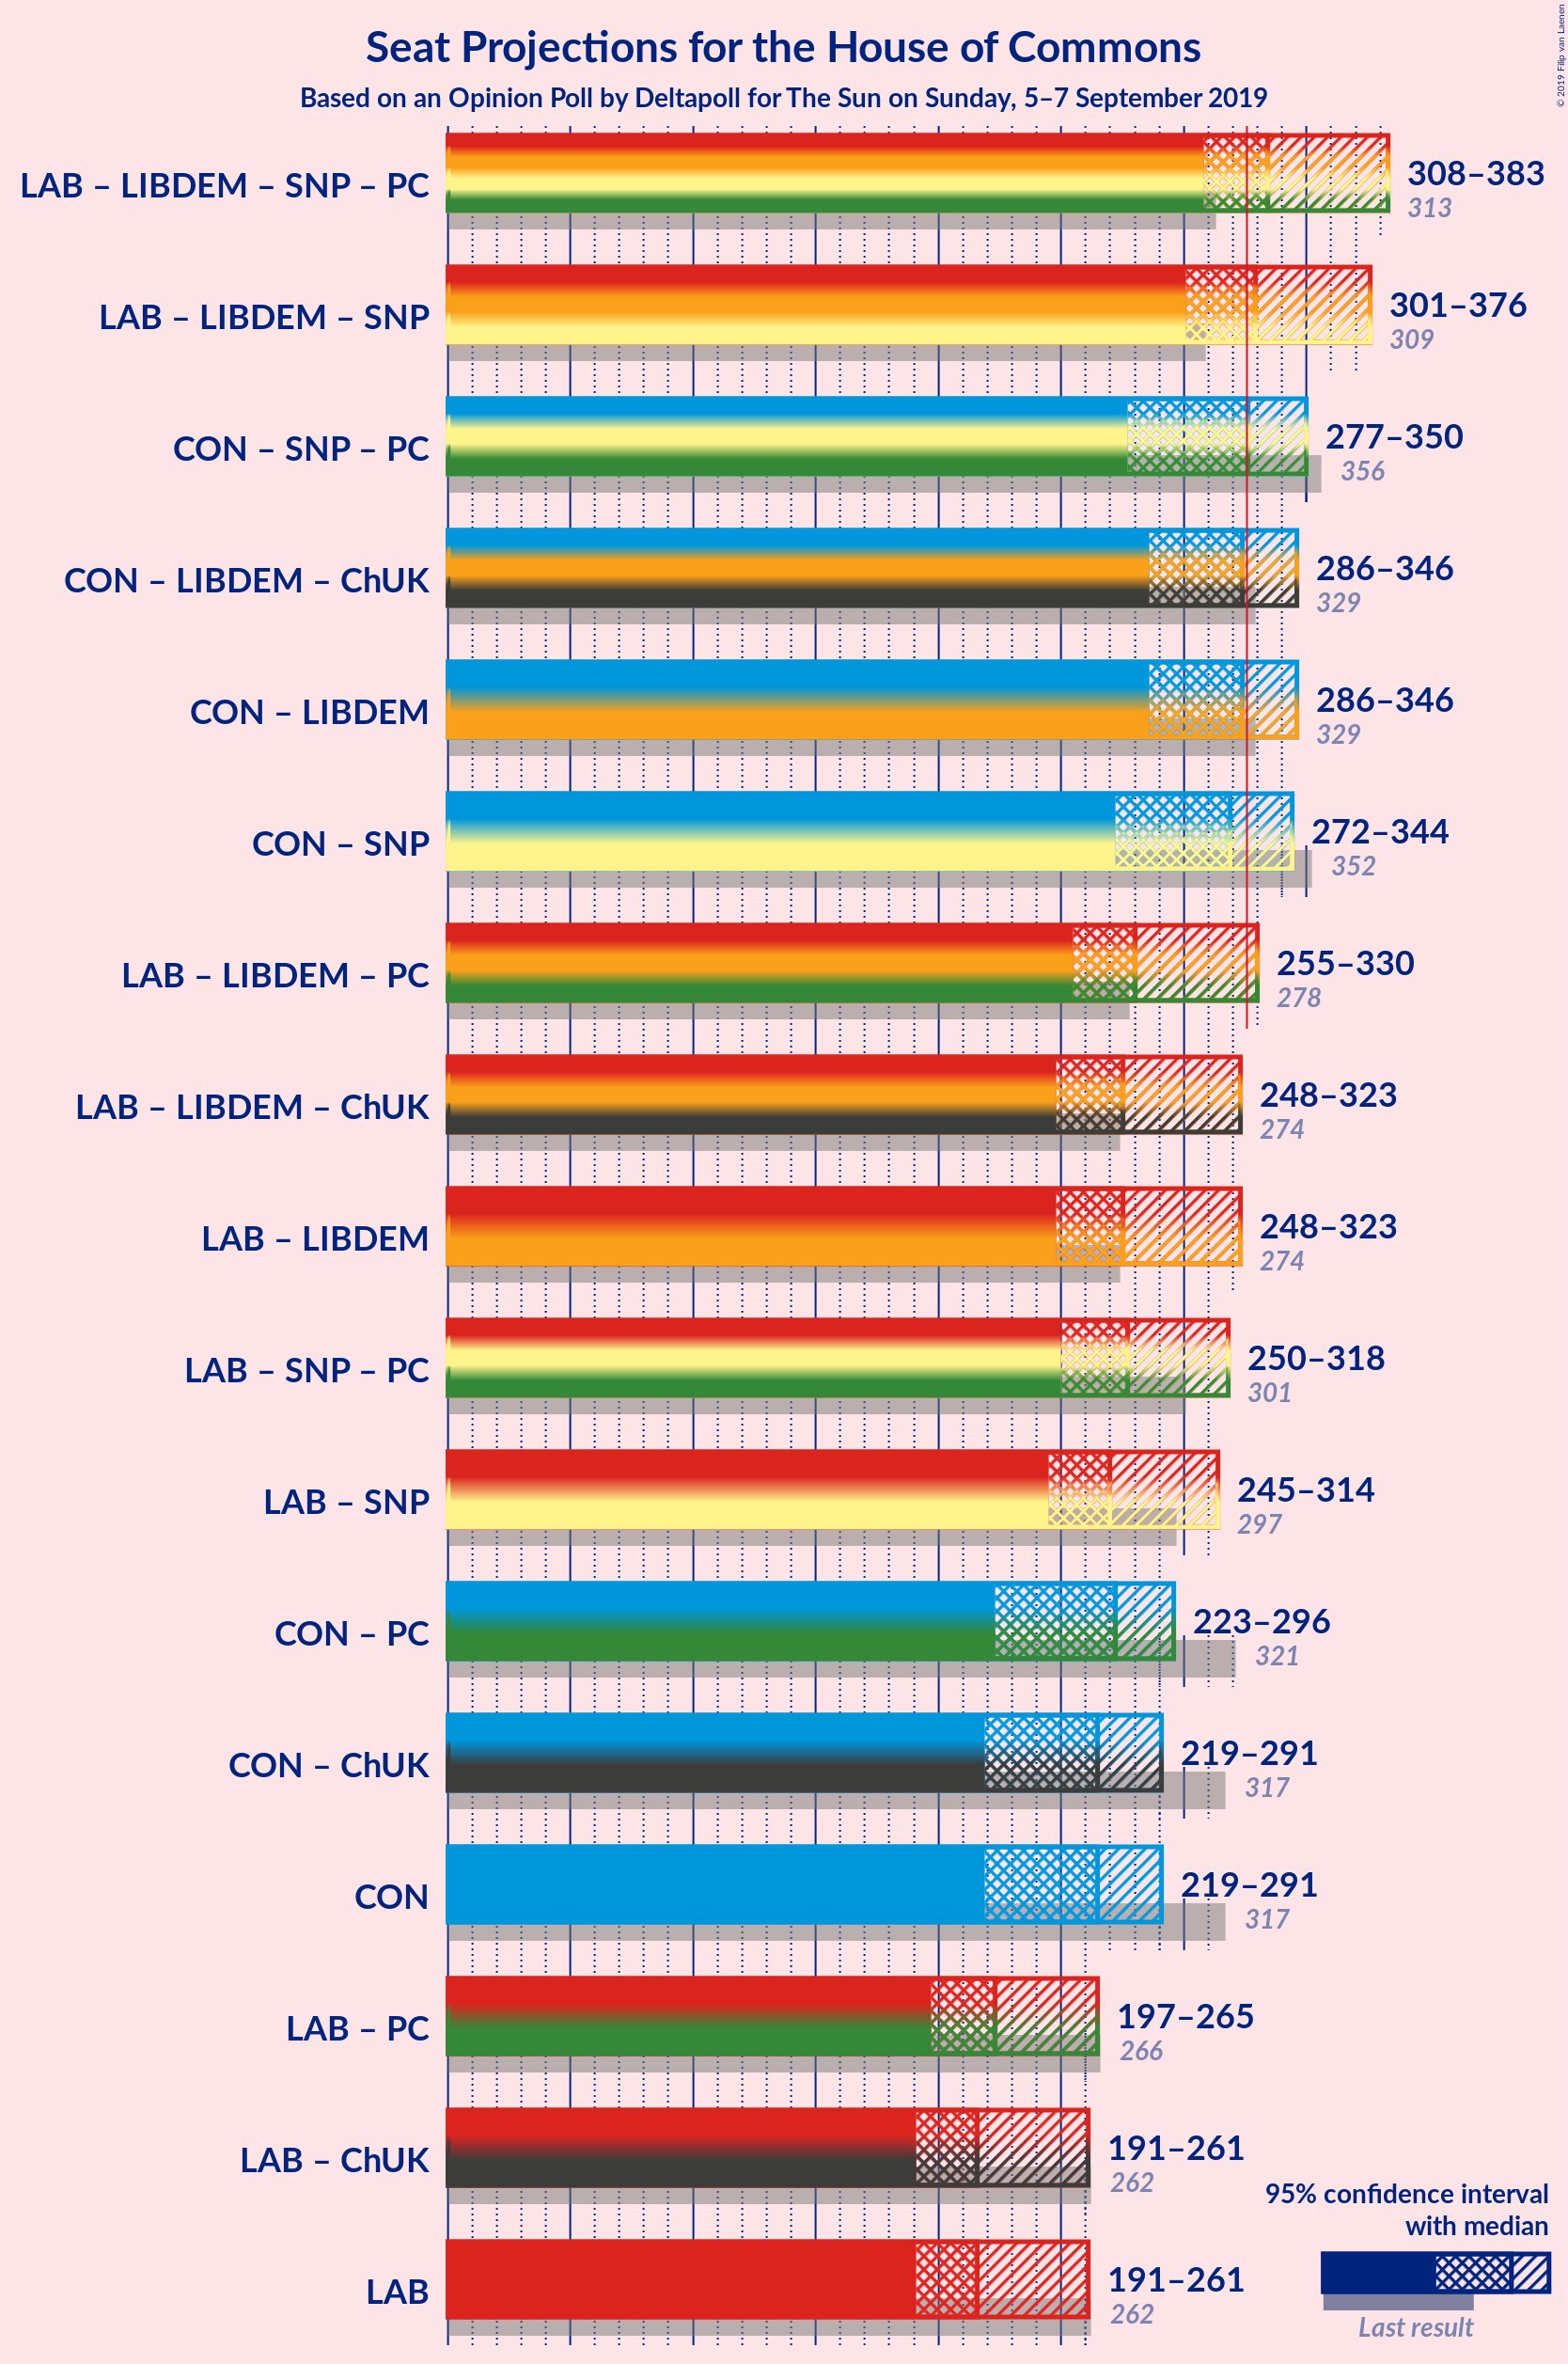 © 2019 Filip van Laenen
Seat Projections for the House of Commons
Based on an Opinion Poll by Deltapoll for The Sun on Sunday, 5–7 September 2019
LAB – LIBDEM – SNP – PC
308–383
313
LAB – LIBDEM – SNP
301–376
309
CON – SNP – PC
277–350
356
CON – LIBDEM – ChUK
286–346
329
CON – LIBDEM
286–346
329
CON – SNP
272–344
352
LAB – LIBDEM – PC
255–330
278
LAB – LIBDEM – ChUK
248–323
274
LAB – LIBDEM
248–323
274
LAB – SNP – PC
250–318
301
LAB – SNP
245–314
297
CON – PC
223–296
321
CON – ChUK
219–291
317
CON
219–291
317
LAB – PC
197–265
266
LAB – ChUK
191–261
262
LAB
191–261
262
95% confidence interval
with median
Last result